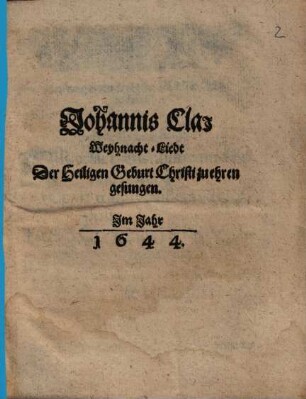 2
Johannis Claj
Weyhnacht-Liedt
Der Heiligen Geburt Christi zu ehren
gesungen.
Im Jahr
1644.